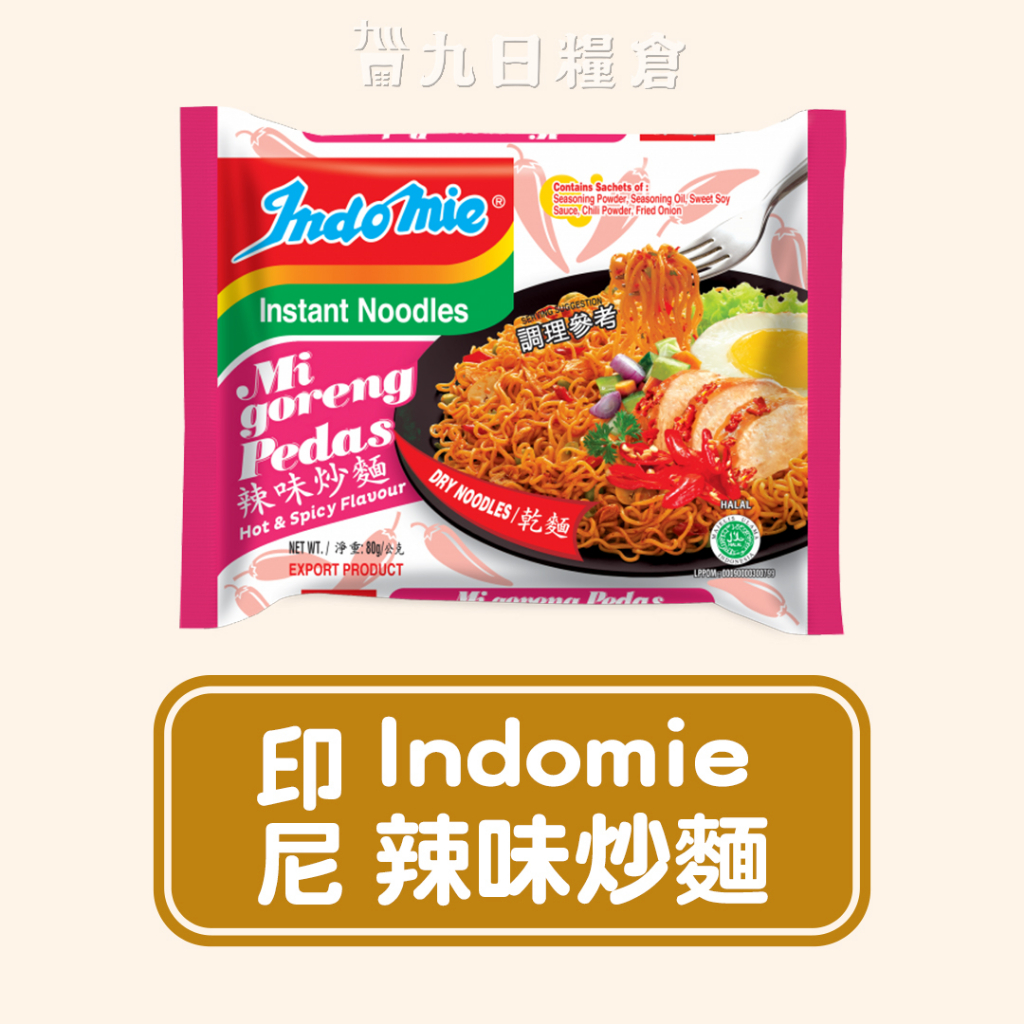 九日糧倉
Indomie®
Contains Sachets of :
Seasoning Powder, Seasoning Oil, Sweet Soy
Sauce, Chili Powder, Fried Onion
Instant Noodles
SERVING SUGGESTION
調理參考
Mi
goreng
Pedas
辣味炒麵
Hot & Spicy Flavour
DRY NOODLES/乾麵
HALAL
NET WT. / 淨重: 80g/公克
EXPORT PRODUCT
Mi goreng Pedas
印尼
Indomie
辣味炒麵